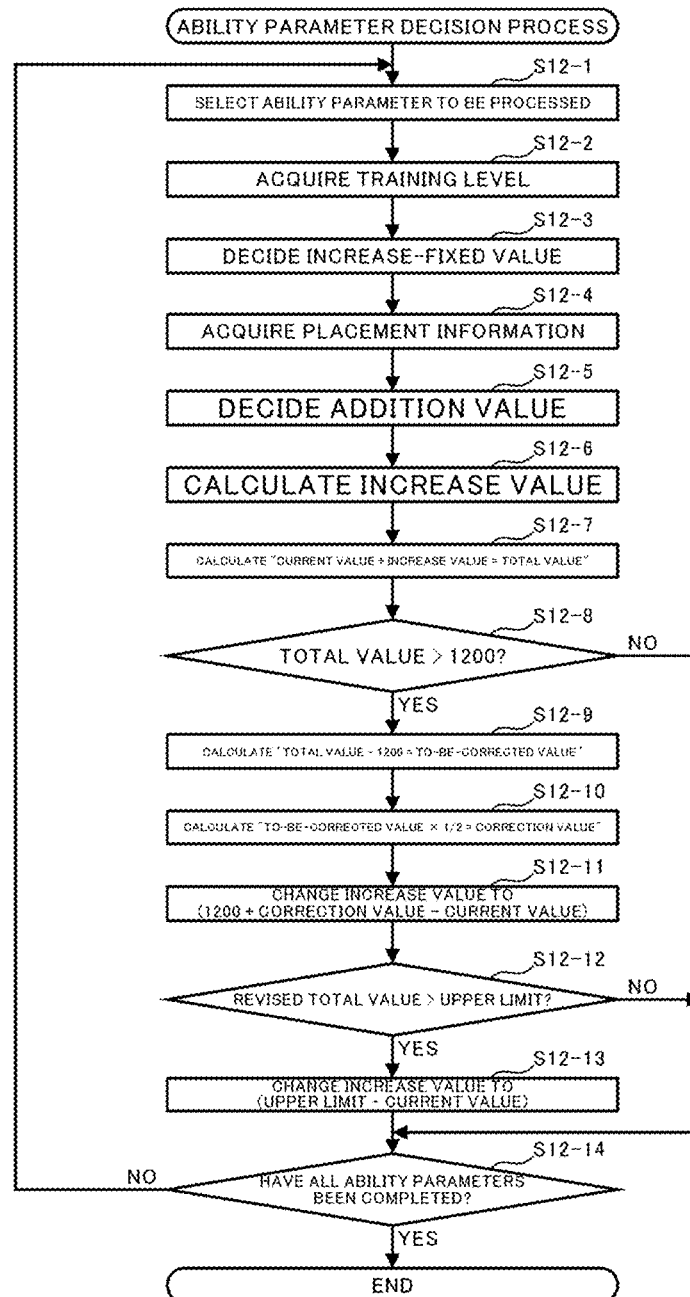 ABILITY PARAMETER DECISION PROCESS
S12-1
SELECT ABILITY PARAMETER TO BE PROCESSED
S12-2
ACQUIRE TRAINING LEVEL
S12-3
DECIDE INCREASE-FIXED VALUE
S12-4
ACQUIRE PLACEMENT INFORMATION
S12-5
DECIDE ADDITION VALUE
S12-6
CALCULATE INCREASE VALUE
S12-7
CALCULATE "CURRENT VALUE + INCREASE VALUE = TOTAL VALUE"
S12-8
TOTAL VALUE > 1200?
NO
YES
S12-9
CALCULATE "TOTAL VALUE - 1200 = TO-BE-CORRECTED VALUE"
S12-10
CALCULATE "TO-BE-CORRECTED VALUE × 1/2 = CORRECTION VALUE"
S12-11
CHANGE INCREASE VALUE TO
(1200 + CORRECTION VALUE - CURRENT VALUE)
S12-12
REVISED TOTAL VALUE > UPPER LIMIT?
NO
YES
S12-13
CHANGE INCREASE VALUE TO
(UPPER LIMIT - CURRENT VALUE)
S12-14
NO
HAVE ALL ABILITY PARAMETERS
BEEN COMPLETED?
YES
END